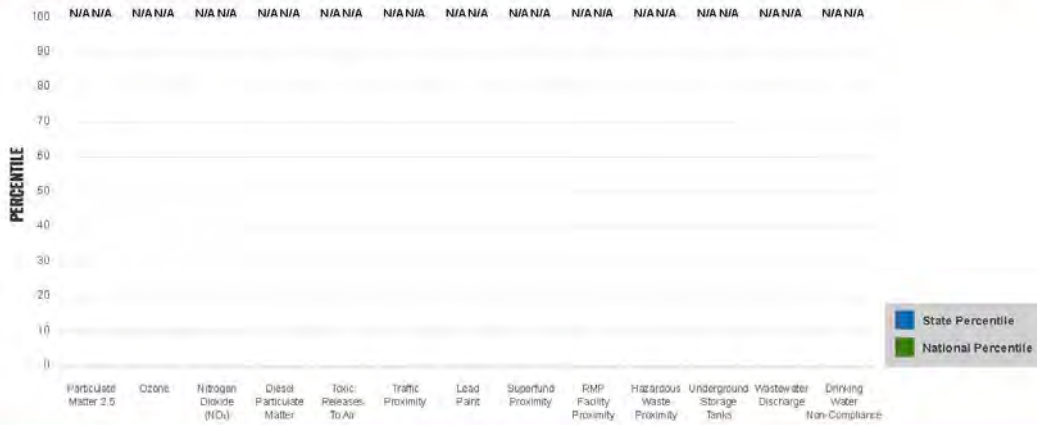 100 N/A N/A N/A N/A N/A N/A N/A N/A N/A N/A N/A N/A N/A N/A N/A N/A N/A N/A N/A N/A N/A N/A N/A N/A N/A N/A
90
80
70
60
50
40
30
20
10
0
PERCENTILE
State Percentile
National Percentile
Particulate
Matter 2.5
Ozone
Nitrogen
Dioxide
(NO₂)
Diesel
Particulate
Matter
Toxic
Releases
To Air
Traffic
Proximity
Lead
Paint
Superfund
Proximity
RMP
Facility
Proximity
Hazardous
Waste
Proximity
Underground
Storage
Tanks
Wastewater
Discharge
Drinking
Water
Non-Compliance